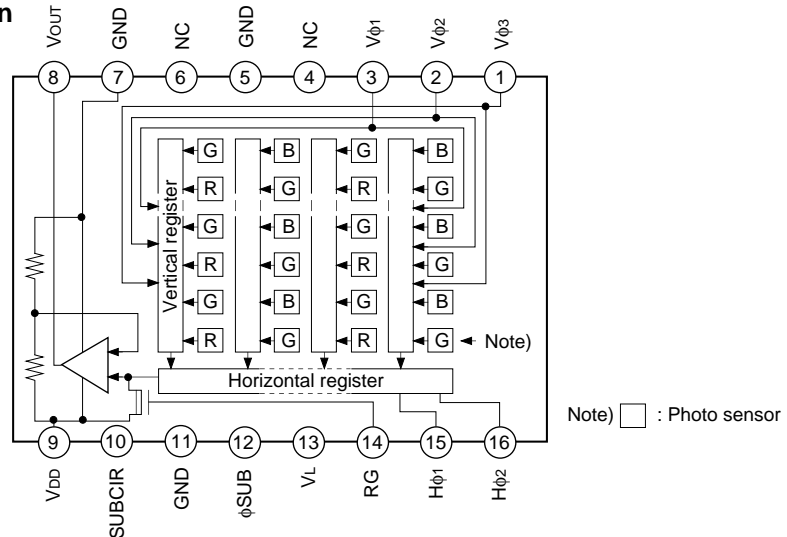 n
VOUT
GND
NC
GND
NC
Vϕ1
Vϕ2
Vϕ3
8
7
6
5
4
3
2
1
Vertical register
G
B
G
B
R
G
R
G
G
B
G
B
R
G
R
G
G
B
G
B
R
G
R
G
Note)
Horizontal register
Note) : Photo sensor
9
10
11
12
13
14
15
16
VDD
SUBCIR
GND
ϕSUB
VL
RG
Hϕ1
Hϕ2